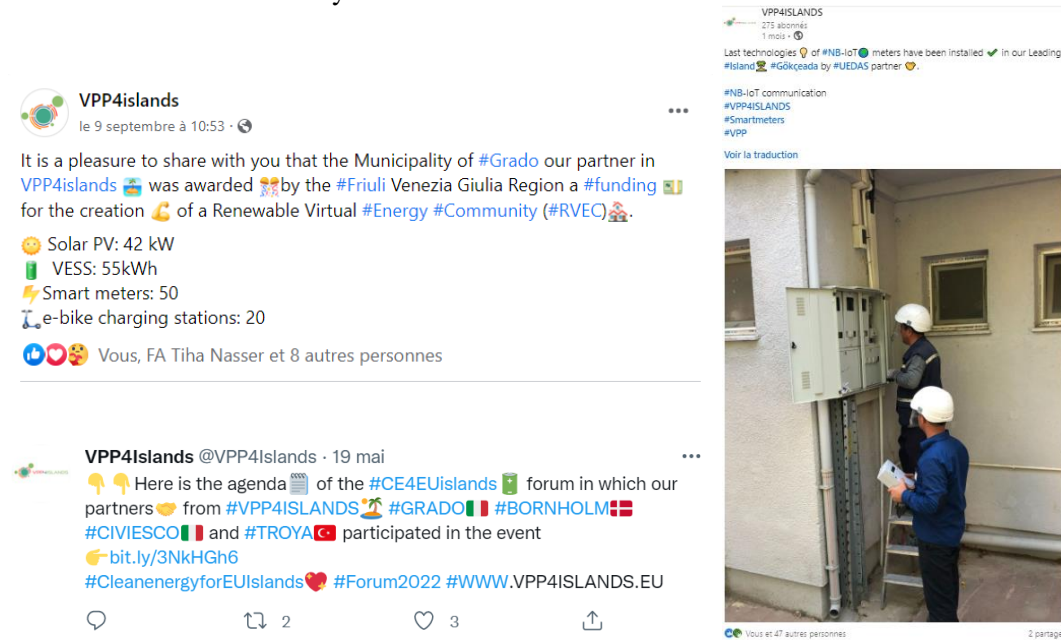 VPP4islands
le 9 septembre à 10:53 ·
It is a pleasure to share with you that the Municipality of #Grado our partner in
VPP4islands 🏝️ was awarded 🎊 by the #Friuli Venezia Giulia Region a #funding 💵
for the creation 💪 of a Renewable Virtual #Energy #Community (#RVEC)🏘️.
🌞 Solar PV: 42 kW
🔋 VESS: 55kWh
⚡Smart meters: 50
🛴e-bike charging stations: 20
Vous, FA Tiha Nasser et 8 autres personnes
VPP4Islands @VPP4Islands · 19 mai
👇👇Here is the agenda🗒️ of the #CE4EUislands🔋 forum in which our
partners🤝 from #VPP4ISLANDS🏝️ #GRADO🇮🇹 #BORNHOLM🇩🇰
#CIVIESCO🇮🇹 and #TROYA🇹🇷 participated in the event
👉bit.ly/3NkHGh6
#CleanenergyforEUIslands💖 #Forum2022 #WWW.VPP4ISLANDS.EU
2
3
VPP4ISLANDS
275 abonnés
1 mois ·
Last technologies 💡 of #NB-IoT🌍 meters have been installed ✔ in our Leading
#Island🏝️ #Gökçeada by #UEDAS partner 🤝.
#NB-IoT communication
#VPP4ISLANDS
#Smartmeters
#VPP
Voir la traduction
Vous et 47 autres personnes
2 partage